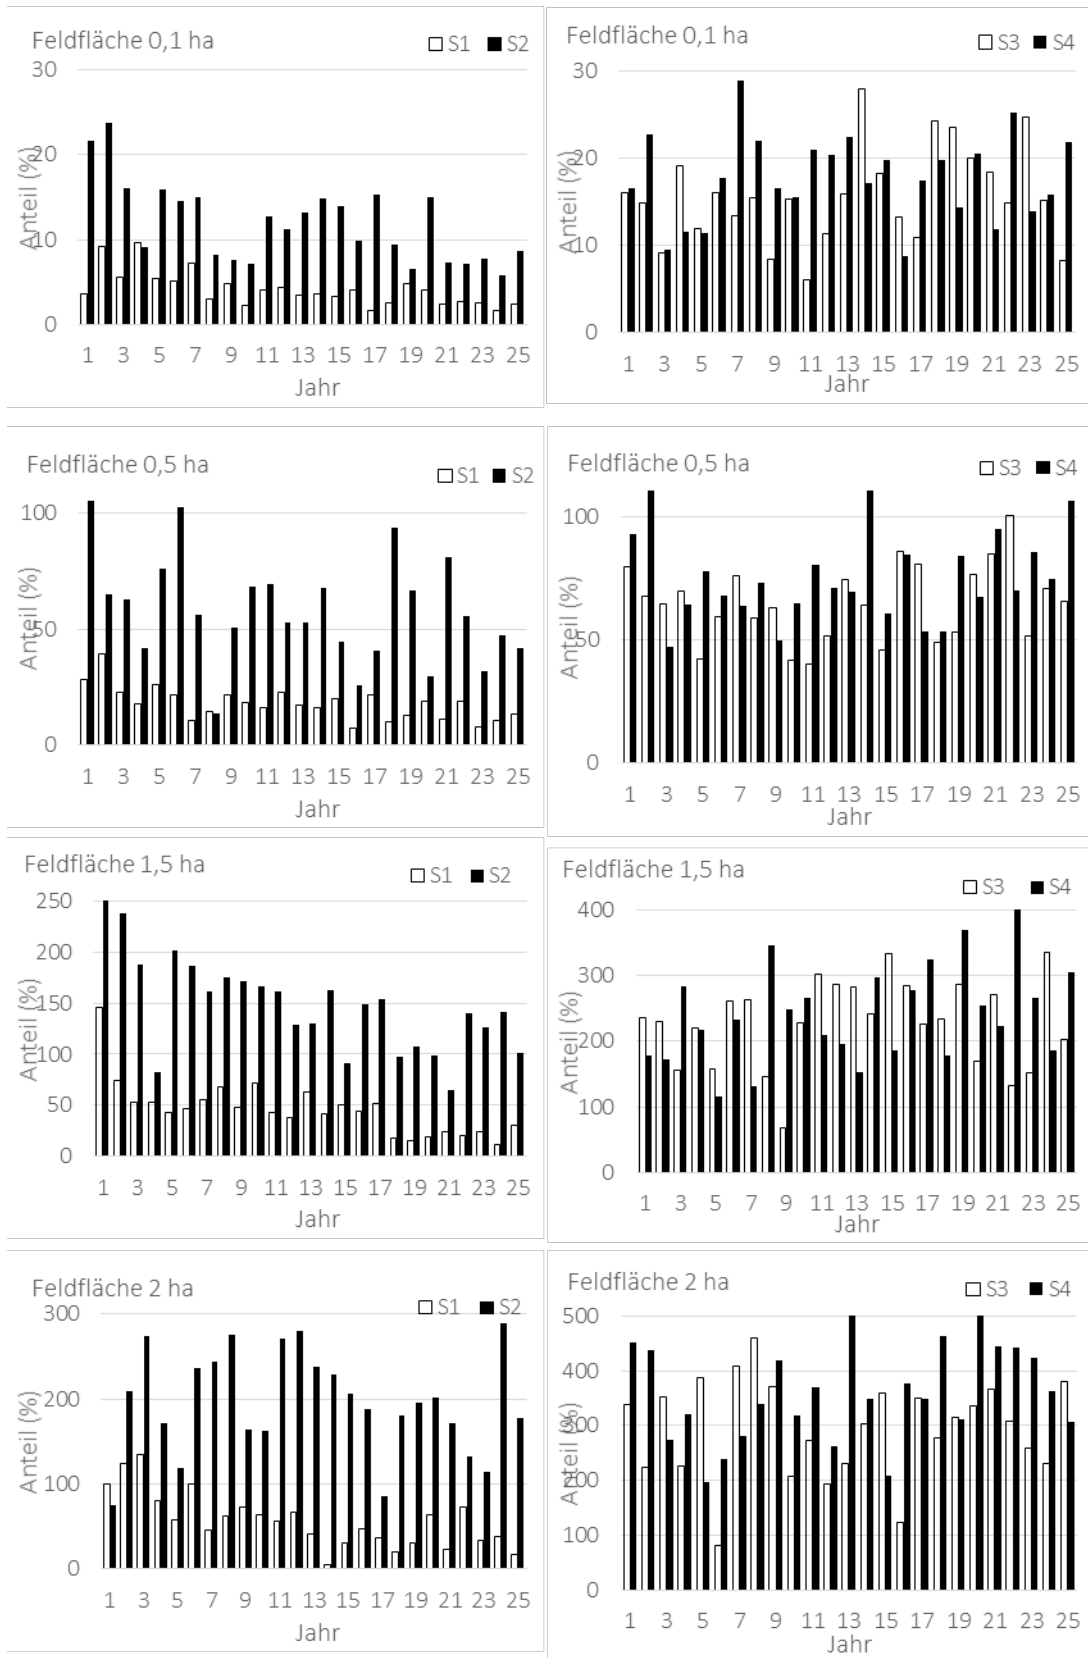 Feldfläche 0,1 ha
S1 S2
Anteil (%)
30
20
10
0
1 3 5 7 9 11 13 15 17 19 21 23 25
Jahr
Feldfläche 0,1 ha
S3 S4
Anteil (%)
30
20
10
0
1 3 5 7 9 11 13 15 17 19 21 23 25
Jahr
Feldfläche 0,5 ha
S1 S2
Anteil (%)
100
50
0
1 3 5 7 9 11 13 15 17 19 21 23 25
Jahr
Feldfläche 0,5 ha
S3 S4
Anteil (%)
100
50
0
1 3 5 7 9 11 13 15 17 19 21 23 25
Jahr
Feldfläche 1,5 ha
S1 S2
Anteil (%)
250
200
150
100
50
0
1 3 5 7 9 11 13 15 17 19 21 23 25
Jahr
Feldfläche 1,5 ha
S3 S4
Anteil (%)
400
300
200
100
0
1 3 5 7 9 11 13 15 17 19 21 23 25
Jahr
Feldfläche 2 ha
S1 S2
Anteil (%)
300
200
100
0
1 3 5 7 9 11 13 15 17 19 21 23 25
Jahr
Feldfläche 2 ha
S3 S4
Anteil (%)
500
400
300
200
100
0
1 3 5 7 9 11 13 15 17 19 21 23 25
Jahr